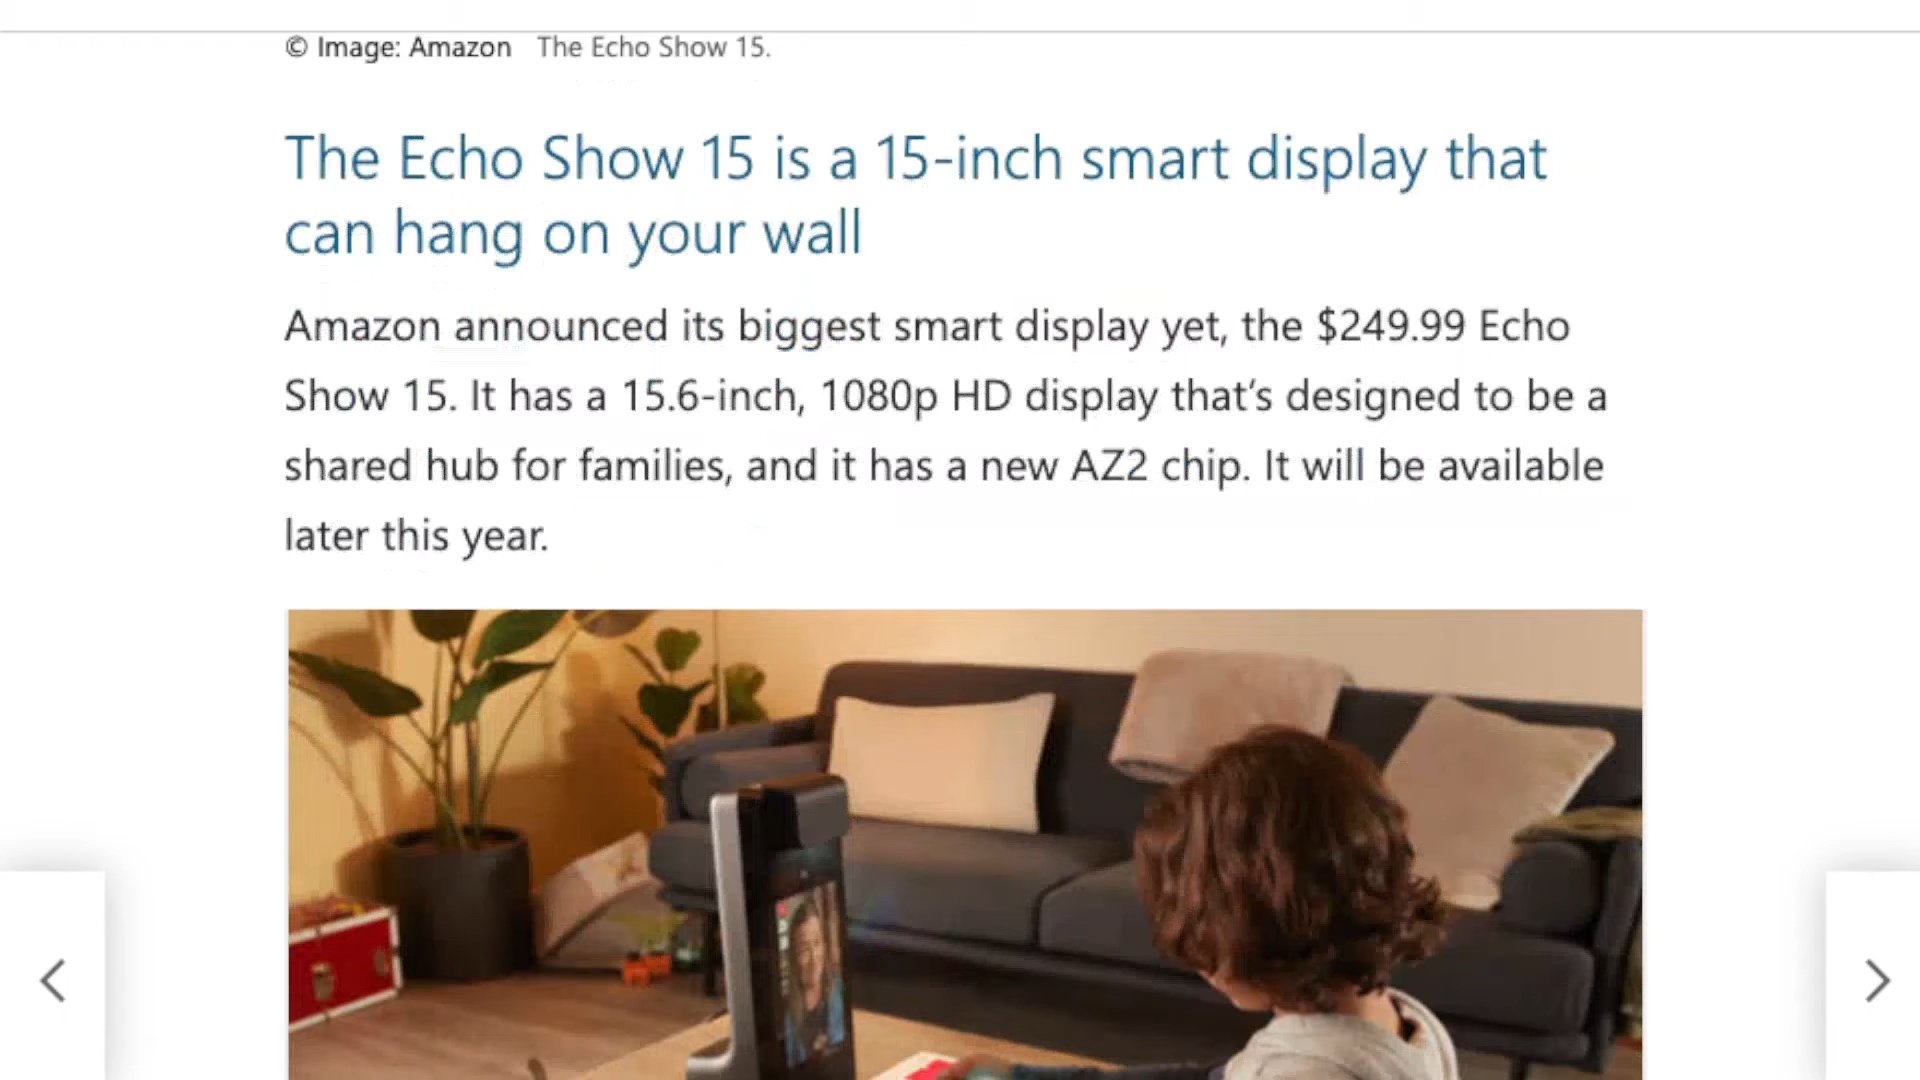 © Image: Amazon The Echo Show 15.
The Echo Show 15 is a 15-inch smart display that
can hang on your wall
Amazon announced its biggest smart display yet, the $249.99 Echo
Show 15. It has a 15.6-inch, 1080p HD display that’s designed to be a
shared hub for families, and it has a new AZ2 chip. It will be available
later this year.